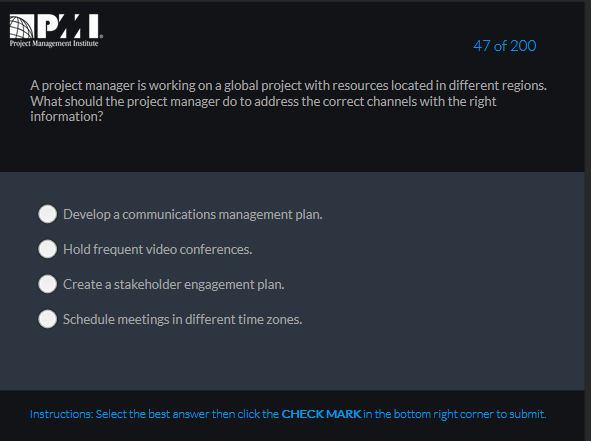 PMI
Project Management Institute
47 of 200
A project manager is working on a global project with resources located in different regions.
What should the project manager do to address the correct channels with the right
information?
Develop a communications management plan.
Hold frequent video conferences.
Create a stakeholder engagement plan.
Schedule meetings in different time zones.
Instructions: Select the best answer then click the CHECK MARK in the bottom right corner to submit.